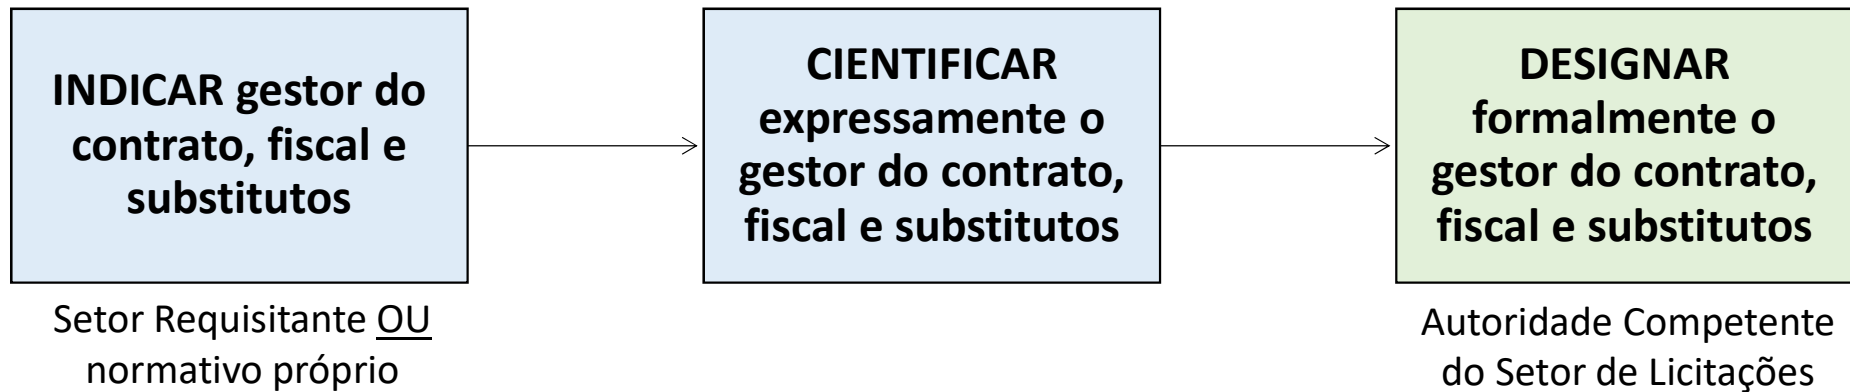 INDICAR gestor do
contrato, fiscal e
substitutos
Setor Requisitante OU
normativo próprio
CIENTIFICAR
expressamente o
gestor do contrato,
fiscal e substitutos
DESIGNAR
formalmente o
gestor do contrato,
fiscal e substitutos
Autoridade Competente
do Setor de Licitações